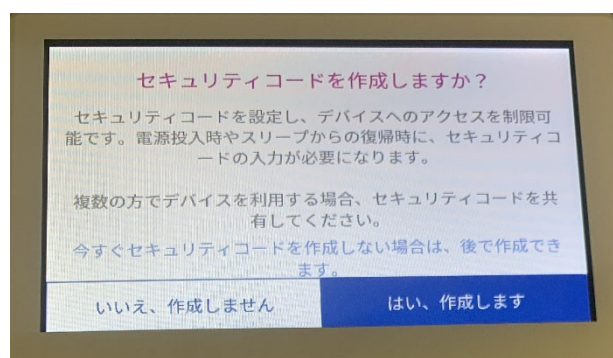 セキュリティコードを作成しますか？
セキュリティコードを設定し、デバイスへのアクセスを制限可
能です。電源投入時やスリープからの復帰時に、セキュリティコ
ードの入力が必要になります。
複数の方でデバイスを利用する場合、セキュリティコードを共
有してください。
今すぐセキュリティコードを作成しない場合は、後で作成でき
ます。
いいえ、作成しません
はい、作成します